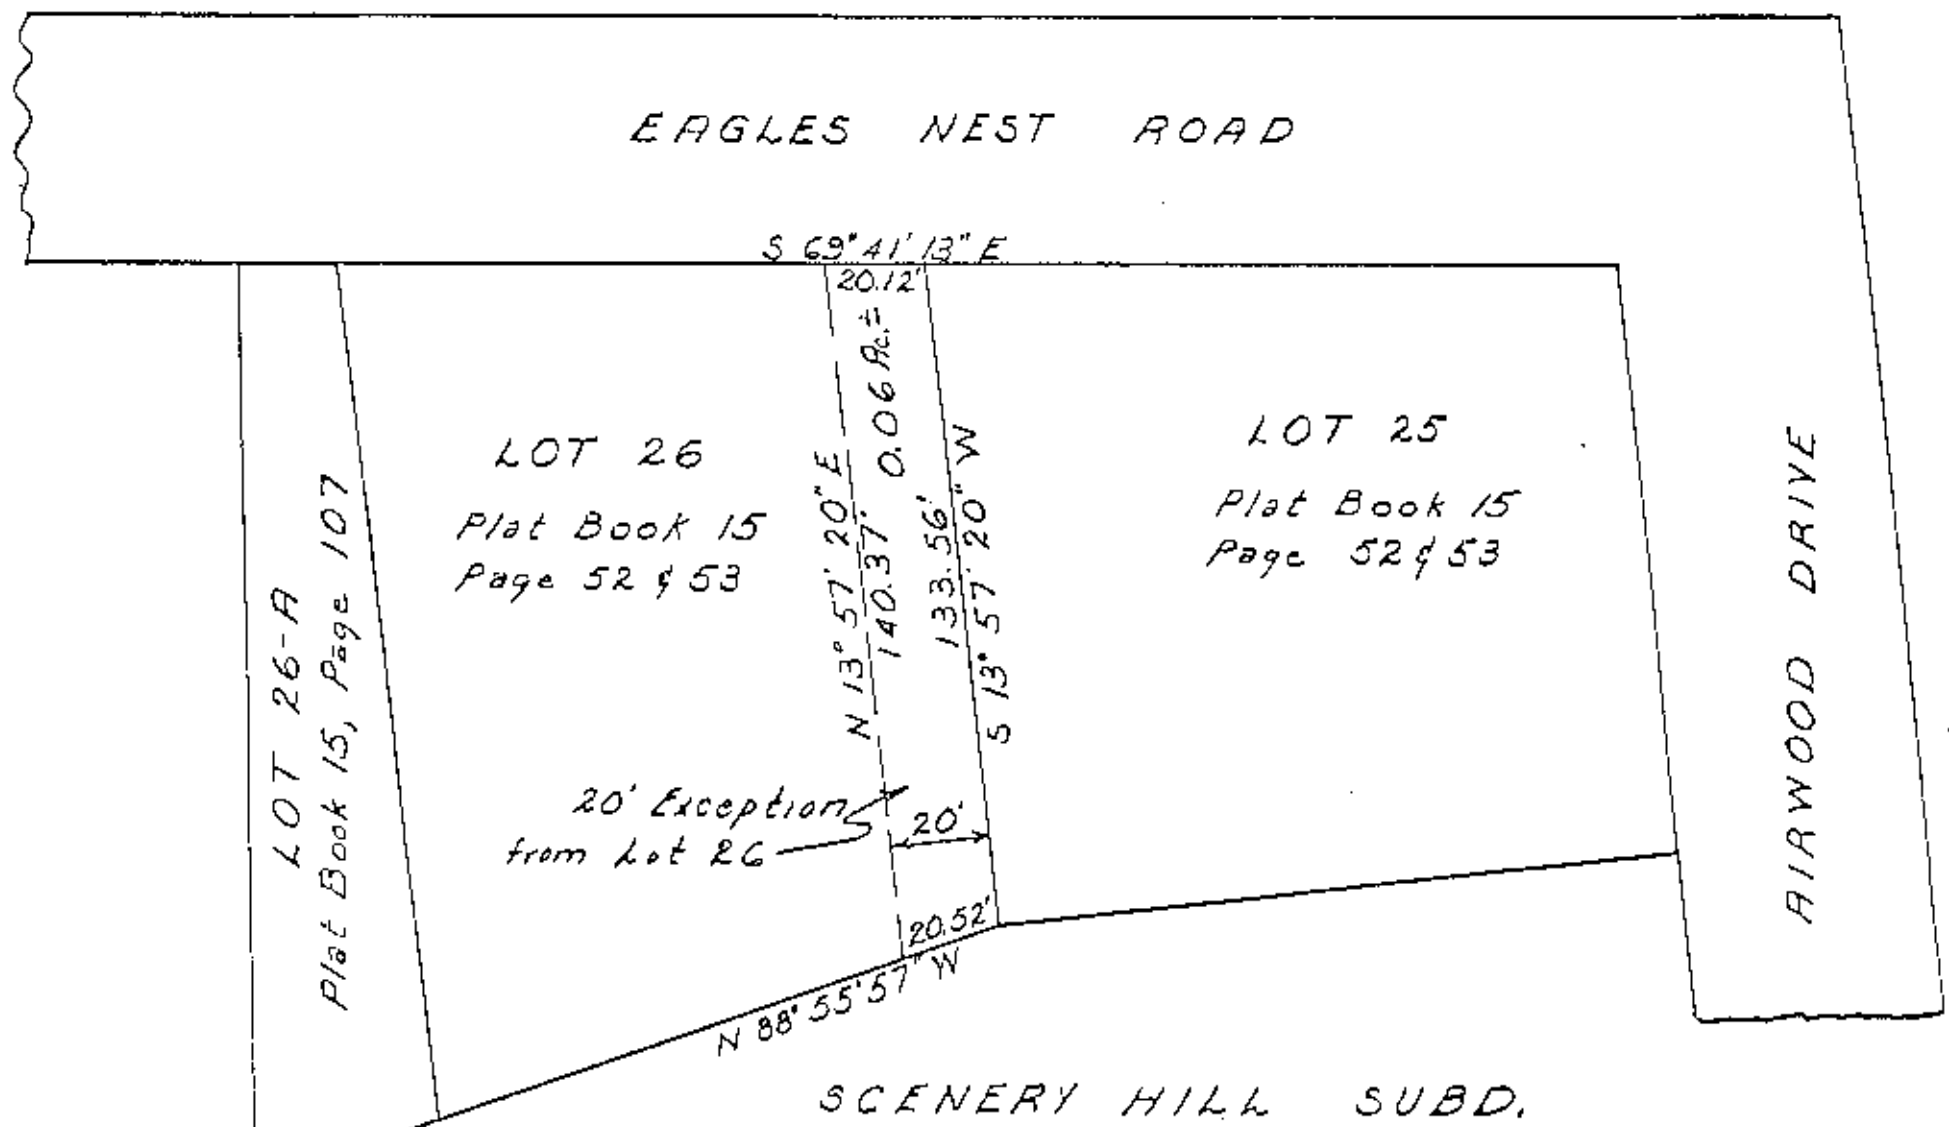 EAGLES NEST ROAD
S 69° 41' 13" E
20.12'
0.06 Ac.±
LOT 26
Plat Book 15
Page 52 & 53
N 13° 57' 20" E
140.37'
133.56'
S 13° 57' 20" W
LOT 25
Plat Book 15
Page 52 & 53
LOT 26-A
Plat Book 15, Page 107
AIRWOOD DRIVE
20' Exception
from Lot 26
20'
20.52'
N 88° 55' 57" W
SCENERY HILL SUBD.